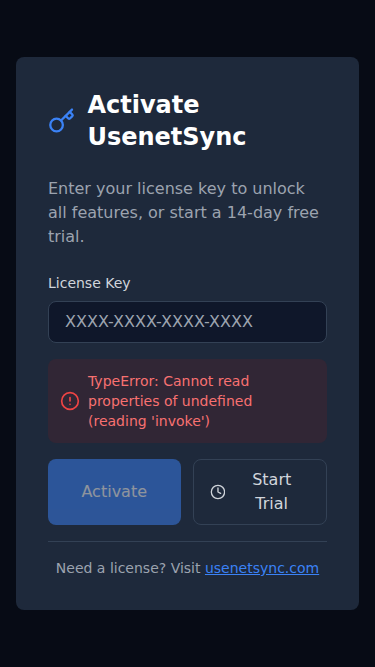 Activate
UsenetSync
Enter your license key to unlock
all features, or start a 14-day free
trial.
License Key
XXXX-XXXX-XXXX-XXXX
TypeError: Cannot read
properties of undefined
(reading 'invoke')
Activate
Start
Trial
Need a license? Visit usenetsync.com